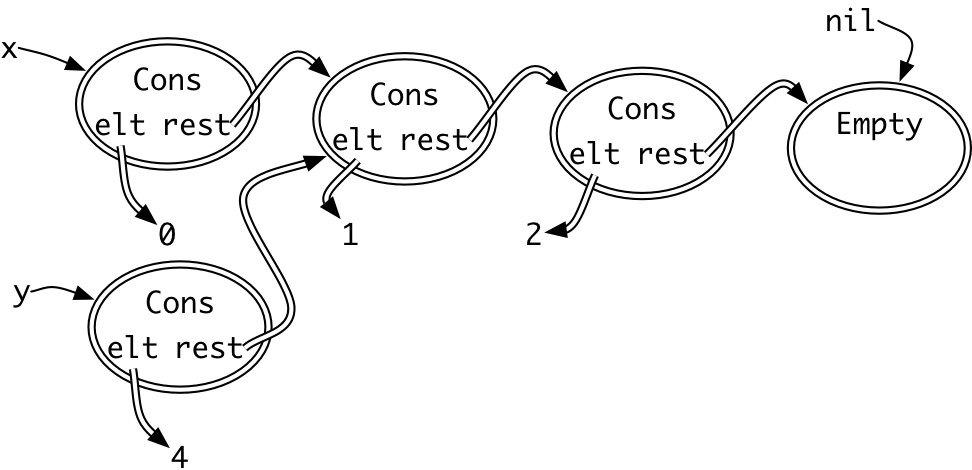 x
nil
Cons
elt rest
Cons
elt rest
Cons
elt rest
Empty
0
1
2
y
Cons
elt rest
4